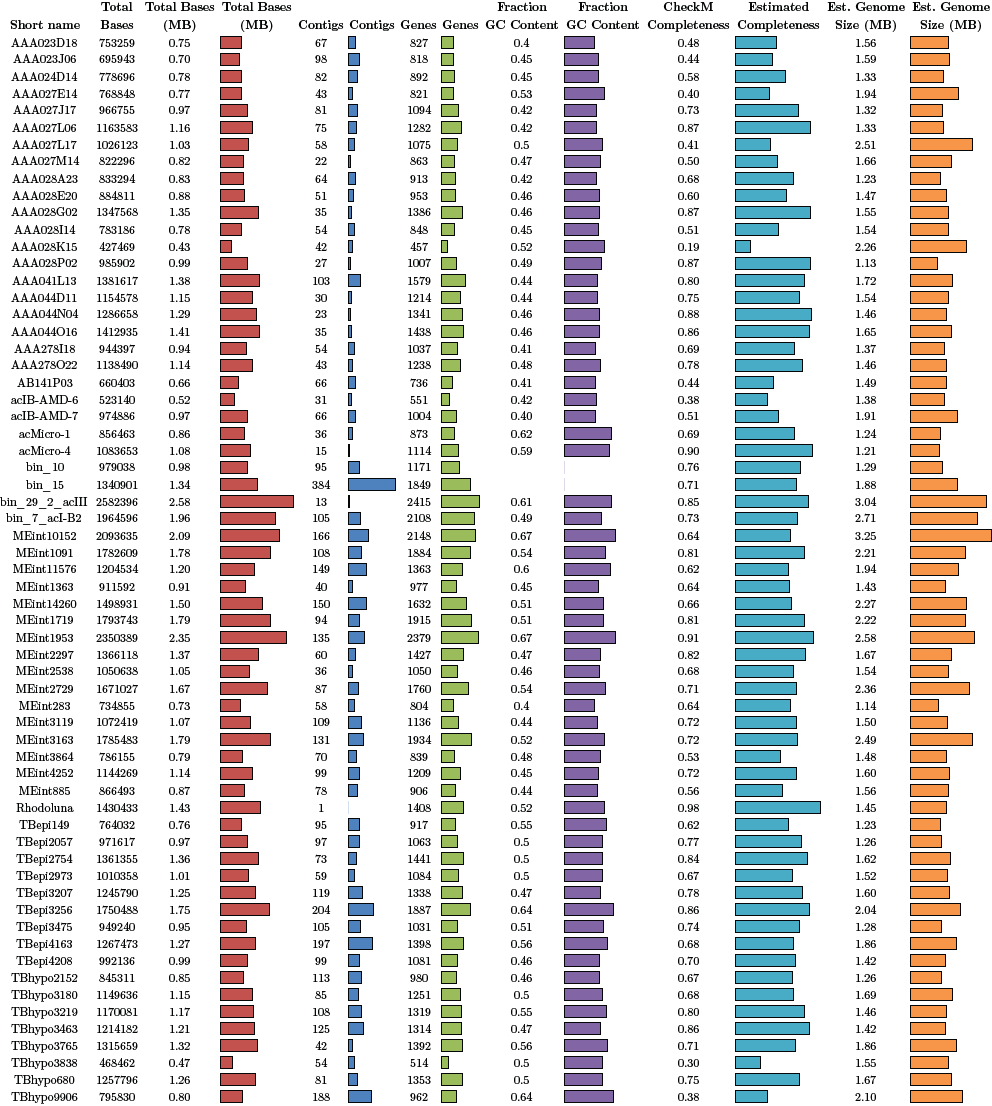 Total Total Bases Total Bases Fraction Fraction CheckM Estimated Est. Genome Est. Genome
Short name Bases (MB) (MB) Contigs Contigs Genes Genes GC Content GC Content Completeness Completeness Size (MB) Size (MB)
AAA023D18 753259 0.75 67 827 0.4 0.48 1.56
AAA023J06 695943 0.70 98 818 0.45 0.44 1.59
AAA024D14 778696 0.78 82 892 0.45 0.58 1.33
AAA027E14 768848 0.77 43 821 0.53 0.40 1.94
AAA027J17 966755 0.97 81 1094 0.42 0.73 1.32
AAA027L06 1163583 1.16 75 1282 0.42 0.87 1.33
AAA027L17 1026123 1.03 58 1075 0.5 0.41 2.51
AAA027M14 822296 0.82 22 863 0.47 0.50 1.66
AAA028A23 833294 0.83 64 913 0.42 0.68 1.23
AAA028E20 884811 0.88 51 953 0.46 0.60 1.47
AAA028G02 1347568 1.35 35 1386 0.46 0.87 1.55
AAA028I14 783186 0.78 54 848 0.45 0.51 1.54
AAA028K15 427469 0.43 42 457 0.52 0.19 2.26
AAA028P02 985902 0.99 27 1007 0.49 0.87 1.13
AAA041L13 1381617 1.38 103 1579 0.44 0.80 1.72
AAA044D11 1154578 1.15 30 1214 0.44 0.75 1.54
AAA044N04 1286658 1.29 23 1341 0.46 0.88 1.46
AAA044O16 1412935 1.41 35 1438 0.46 0.86 1.65
AAA278I18 944397 0.94 54 1037 0.41 0.69 1.37
AAA278O22 1138490 1.14 43 1238 0.48 0.78 1.46
AB141P03 660403 0.66 66 736 0.41 0.44 1.49
acIB-AMD-6 523140 0.52 31 551 0.42 0.38 1.38
acIB-AMD-7 974886 0.97 66 1004 0.40 0.51 1.91
acMicro-1 856463 0.86 36 873 0.62 0.69 1.24
acMicro-4 1083653 1.08 15 1114 0.59 0.90 1.21
bin_10 979038 0.98 95 1171 0.76 1.29
bin_15 1340901 1.34 384 1849 0.71 1.88
bin_29_2_acIII 2582396 2.58 13 2415 0.61 0.85 3.04
bin_7_acI-B2 1964596 1.96 105 2108 0.49 0.73 2.71
MEint10152 2093635 2.09 166 2148 0.67 0.64 3.25
MEint1091 1782609 1.78 108 1884 0.54 0.81 2.21
MEint11576 1204534 1.20 149 1363 0.6 0.62 1.94
MEint1363 911592 0.91 40 977 0.45 0.64 1.43
MEint14260 1498931 1.50 150 1632 0.51 0.66 2.27
MEint1719 1793743 1.79 94 1915 0.51 0.81 2.22
MEint1953 2350389 2.35 135 2379 0.67 0.91 2.58
MEint2297 1366118 1.37 60 1427 0.47 0.82 1.67
MEint2538 1050638 1.05 36 1050 0.46 0.68 1.54
MEint2729 1671027 1.67 87 1760 0.54 0.71 2.36
MEint283 734855 0.73 58 804 0.4 0.64 1.14
MEint3119 1072419 1.07 109 1136 0.44 0.72 1.50
MEint3163 1785483 1.79 131 1934 0.52 0.72 2.49
MEint3864 786155 0.79 70 839 0.48 0.53 1.48
MEint4252 1144269 1.14 99 1209 0.45 0.72 1.60
MEint885 866493 0.87 78 906 0.44 0.56 1.56
Rhodoluna 1430433 1.43 1 1408 0.52 0.98 1.45
TBepi149 764032 0.76 95 917 0.55 0.62 1.23
TBepi2057 971617 0.97 97 1063 0.5 0.77 1.26
TBepi2754 1361355 1.36 73 1441 0.5 0.84 1.62
TBepi2973 1010358 1.01 59 1084 0.5 0.67 1.52
TBepi3207 1245790 1.25 119 1338 0.47 0.78 1.60
TBepi3256 1750488 1.75 204 1887 0.64 0.86 2.04
TBepi3475 949240 0.95 105 1031 0.51 0.74 1.28
TBepi4163 1267473 1.27 197 1398 0.56 0.68 1.86
TBepi4208 992136 0.99 99 1081 0.46 0.70 1.42
TBhypo2152 845311 0.85 113 980 0.46 0.67 1.26
TBhypo3180 1149636 1.15 85 1251 0.5 0.68 1.69
TBhypo3219 1170081 1.17 108 1319 0.55 0.80 1.46
TBhypo3463 1214182 1.21 125 1314 0.47 0.86 1.42
TBhypo3765 1315659 1.32 42 1392 0.56 0.71 1.86
TBhypo3838 468462 0.47 54 514 0.5 0.30 1.55
TBhypo680 1257796 1.26 81 1353 0.5 0.75 1.67
TBhypo9906 795830 0.80 188 962 0.64 0.38 2.10